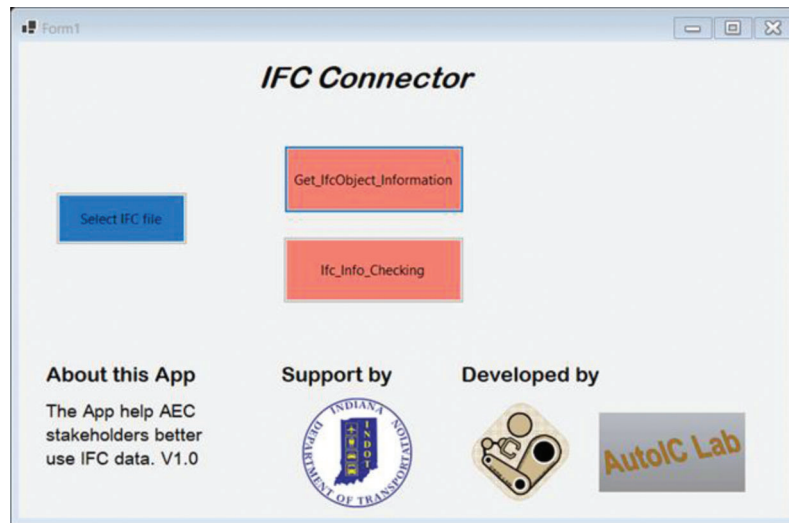 Form1
IFC Connector
Select IFC file
Get_IfcObject_Information
Ifc_Info_Checking
About this App
The App help AEC
stakeholders better
use IFC data. V1.0
Support by
INDIANA
DEPARTMENT OF TRANSPORTATION
INDOT
Developed by
AutoIC Lab